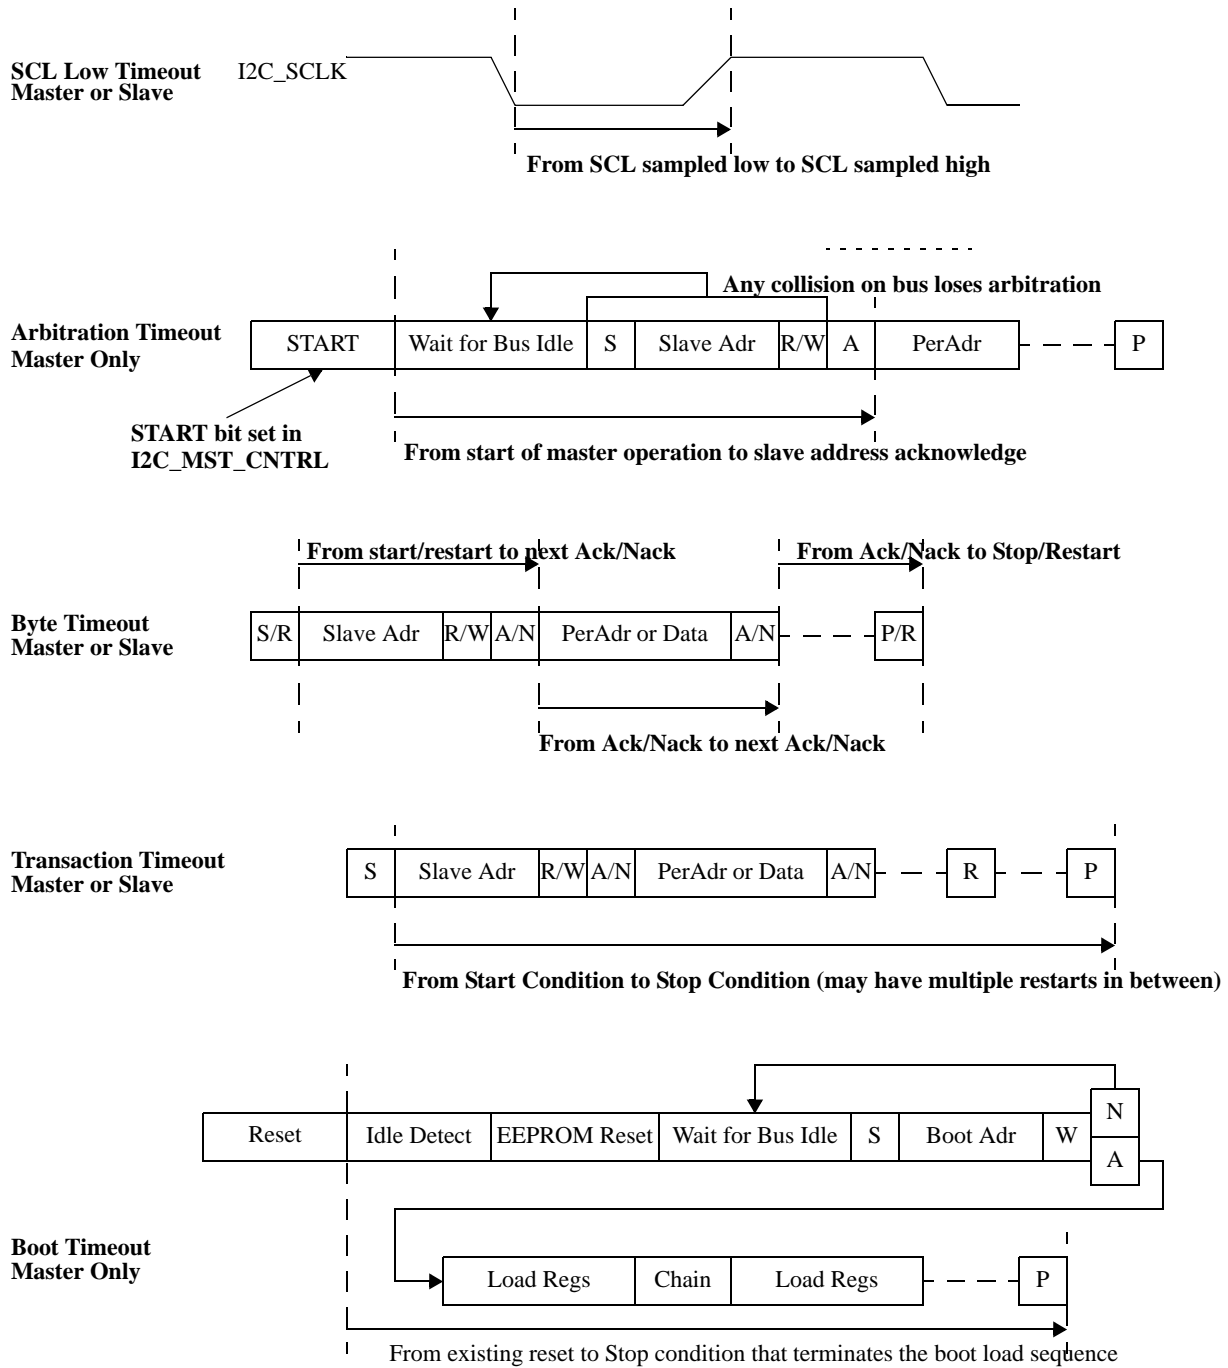 SCL Low Timeout
Master or Slave
I2C_SCLK
From SCL sampled low to SCL sampled high
Any collision on bus loses arbitration
Arbitration Timeout
Master Only
START
Wait for Bus Idle
S
Slave Adr
R/W
A
PerAdr
P
START bit set in
I2C_MST_CNTRL
From start of master operation to slave address acknowledge
From start/restart to next Ack/Nack
From Ack/Nack to Stop/Restart
Byte Timeout
Master or Slave
S/R
Slave Adr
R/W
A/N
PerAdr or Data
A/N
P/R
From Ack/Nack to next Ack/Nack
Transaction Timeout
Master or Slave
S
Slave Adr
R/W
A/N
PerAdr or Data
A/N
R
P
From Start Condition to Stop Condition (may have multiple restarts in between)
Reset
Idle Detect
EEPROM Reset
Wait for Bus Idle
S
Boot Adr
W
N
A
Boot Timeout
Master Only
Load Regs
Chain
Load Regs
P
From existing reset to Stop condition that terminates the boot load sequence